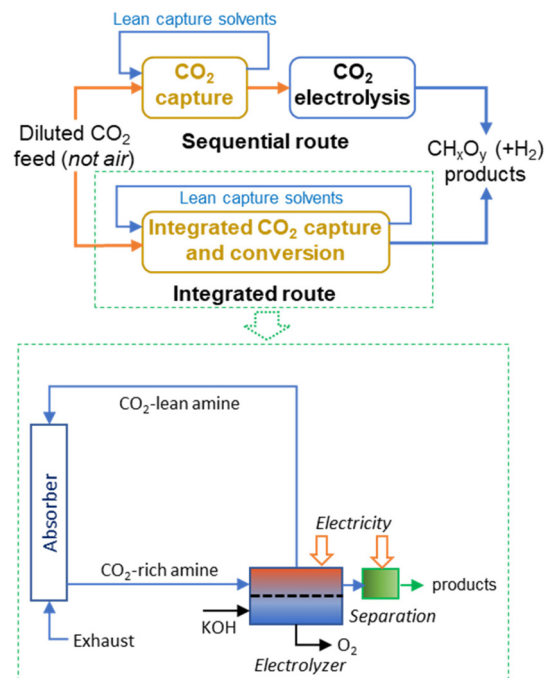 Lean capture solvents
CO₂
capture
CO₂
electrolysis
Diluted CO₂
feed (not air)
Sequential route
CHₓOᵧ (+H₂)
products
Lean capture solvents
Integrated CO₂ capture
and conversion
Integrated route
CO₂-lean amine
Absorber
Electricity
CO₂-rich amine
products
Separation
KOH
Exhaust
O₂
Electrolyzer